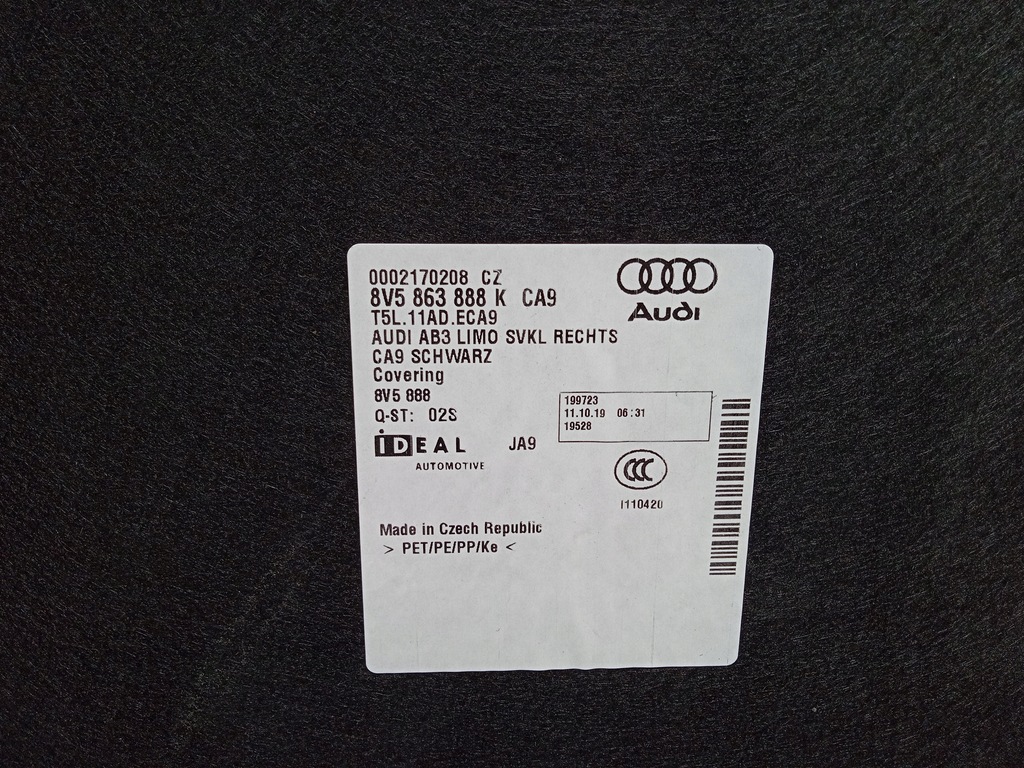 0002170208 CZ
8V5 863 888 K CA9
T5L.11AD.ECA9
AUDI AB3 LIMO SVKL RECHTS
CA9 SCHWARZ
Covering
8V5 888
Q-ST: 02S
iDEAL JA9
AUTOMOTIVE
Audi
199723
11.10.19 06:31
19528
CCC
I110420
Made in Czech Republic
> PET/PE/PP/Ke <